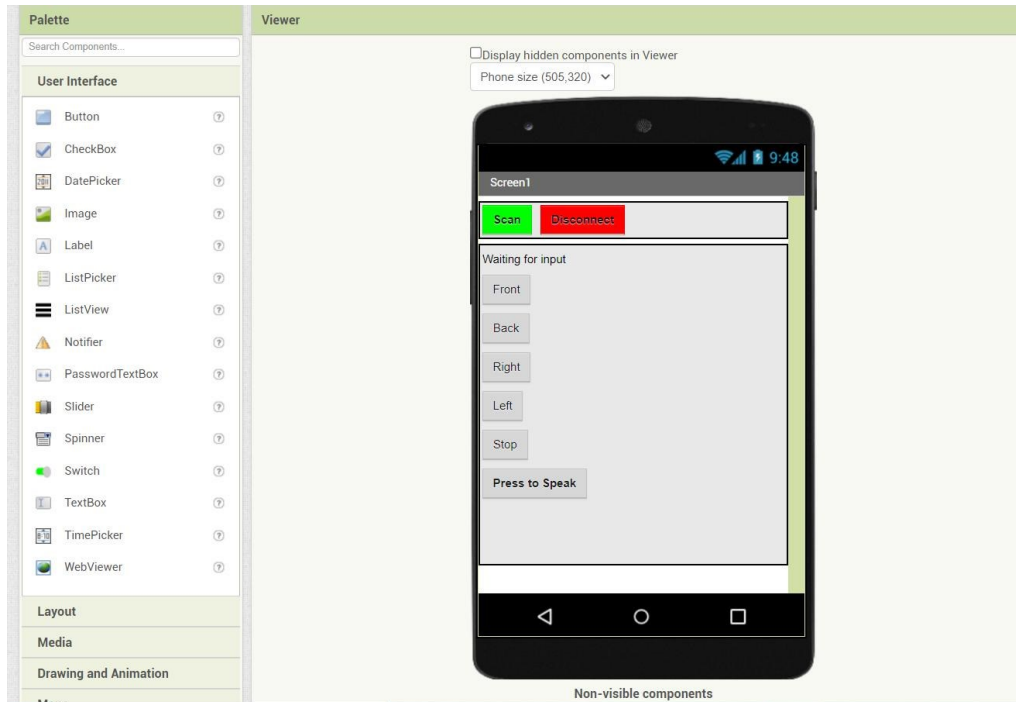 Palette
Search Components...
User Interface
Button
CheckBox
DatePicker
Image
Label
ListPicker
ListView
Notifier
PasswordTextBox
Slider
Spinner
Switch
TextBox
TimePicker
WebViewer
Layout
Media
Drawing and Animation
Viewer
Display hidden components in Viewer
Phone size (505,320)
9:48
Screen1
Scan Disconnect
Waiting for input
Front
Back
Right
Left
Stop
Press to Speak
Non-visible components